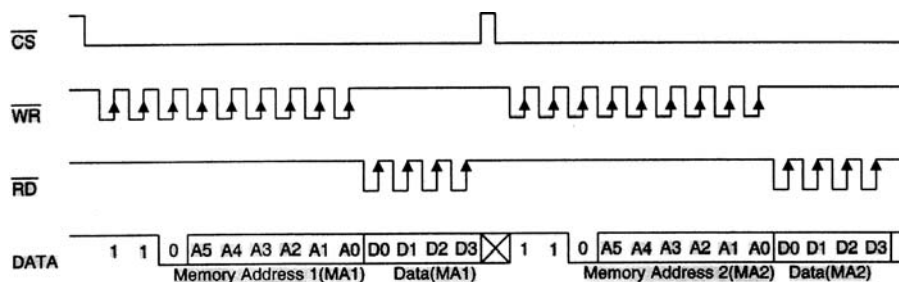 CS
WR
RD
DATA 1 1 0 A5 A4 A3 A2 A1 A0 D0 D1 D2 D3 1 1 0 A5 A4 A3 A2 A1 A0 D0 D1 D2 D3
Memory Address 1(MA1) Data(MA1) Memory Address 2(MA2) Data(MA2)